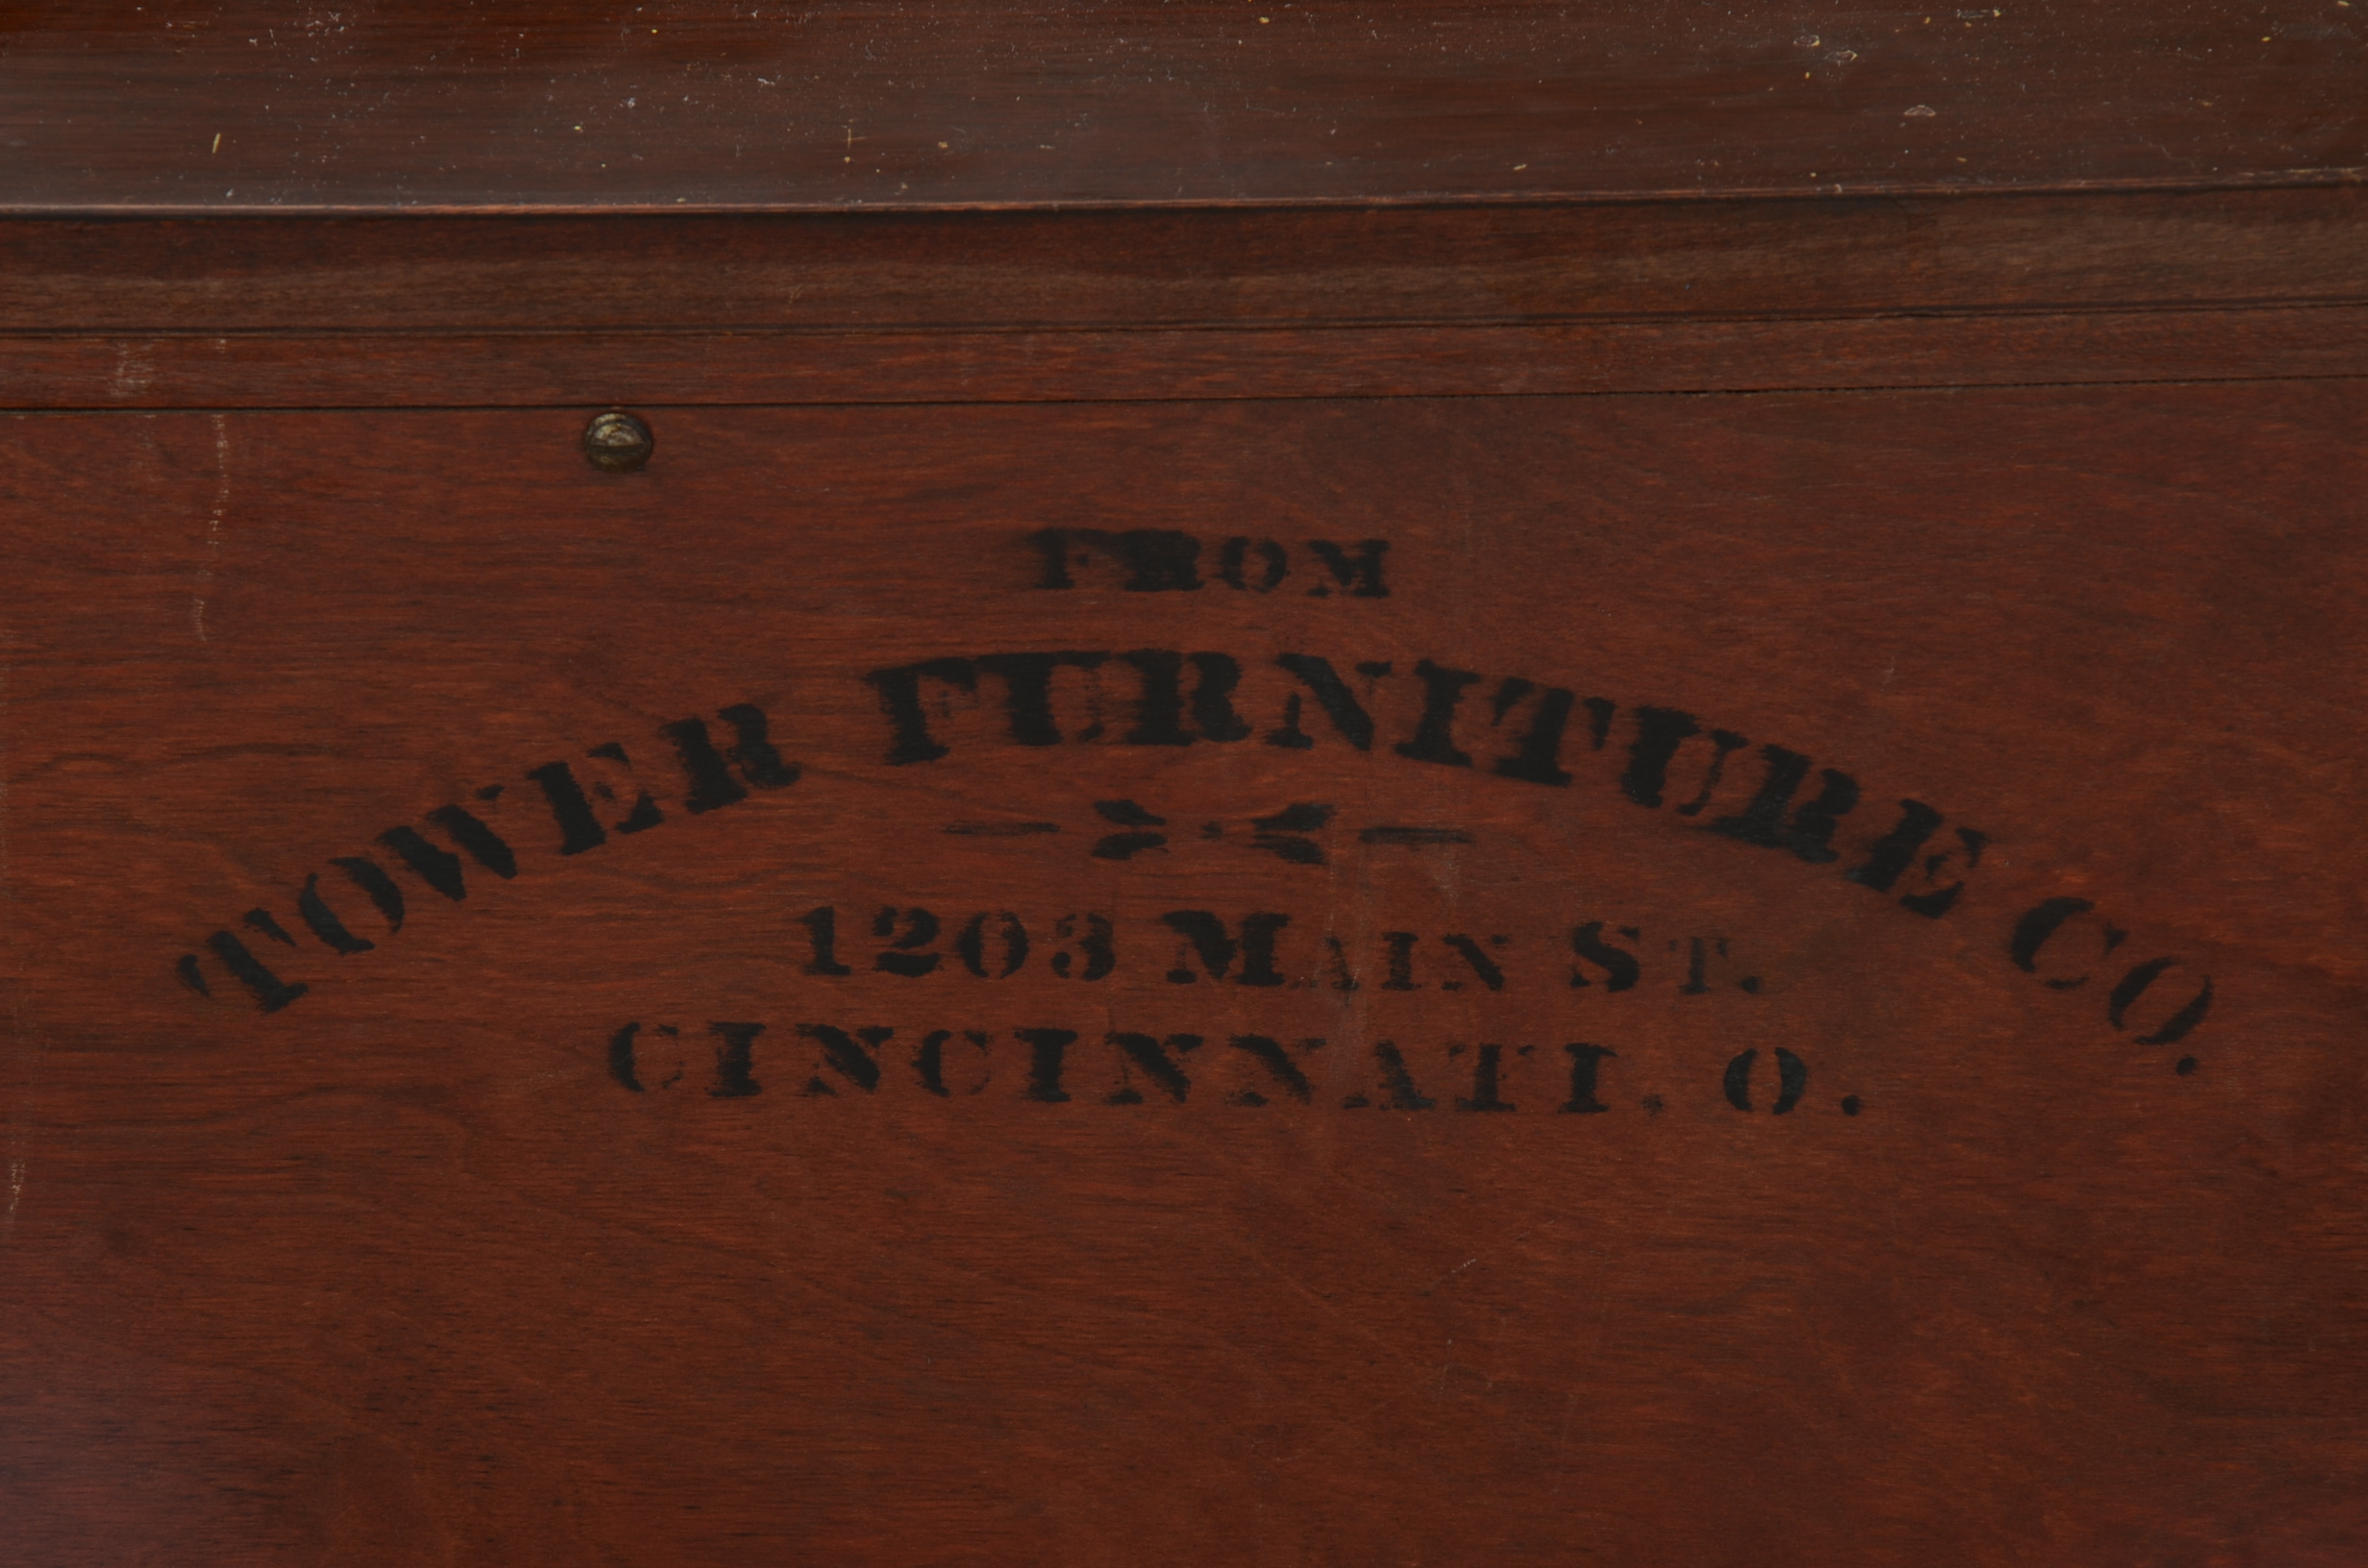 FROM
TOWER FURNITURE CO.
1203 MAIN ST.
CINCINNATI. O.